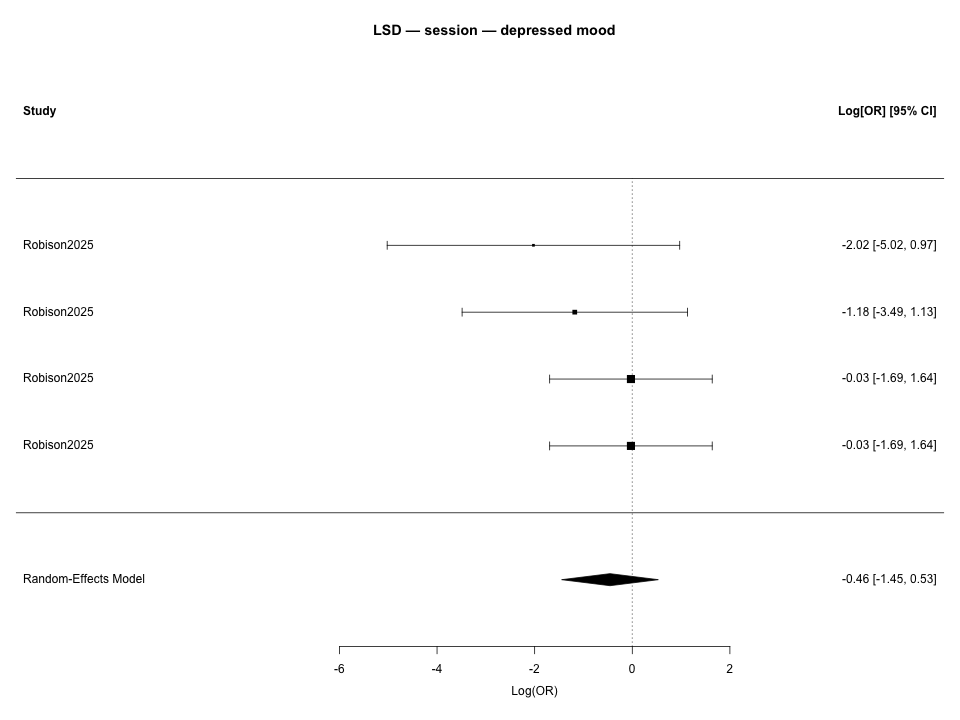 LSD — session — depressed mood
Study Log[OR] [95% CI]
Robison2025 -2.02 [-5.02, 0.97]
Robison2025 -1.18 [-3.49, 1.13]
Robison2025 -0.03 [-1.69, 1.64]
Robison2025 -0.03 [-1.69, 1.64]
Random-Effects Model -0.46 [-1.45, 0.53]
-6 -4 -2 0 2
Log(OR)